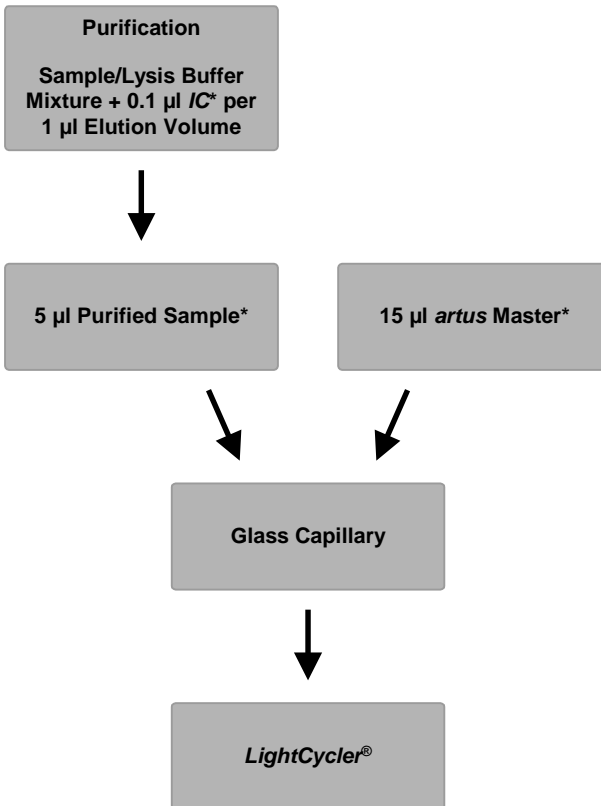 Purification
Sample/Lysis Buffer
Mixture + 0.1 µl IC* per
1 µl Elution Volume
5 µl Purified Sample*
15 µl artus Master*
Glass Capillary
LightCycler®